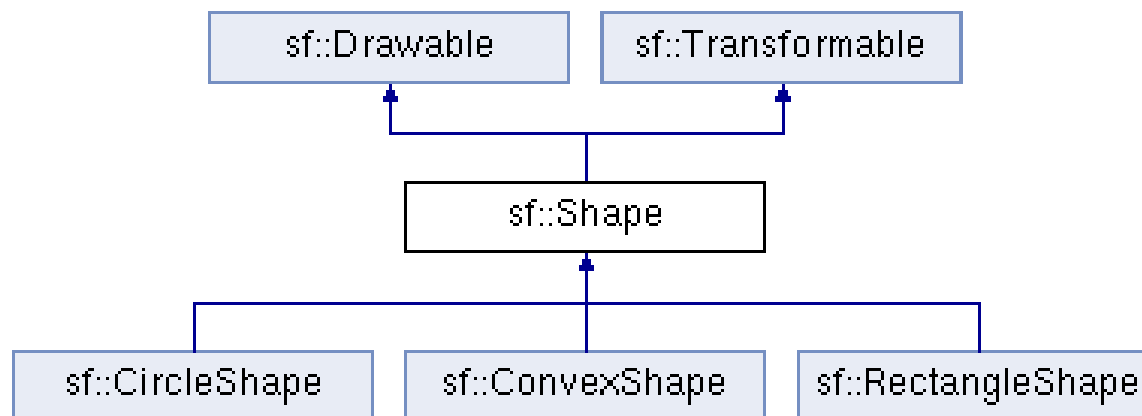 sf::Drawable
sf::Transformable
sf::Shape
sf::CircleShape
sf::ConvexShape
sf::RectangleShape